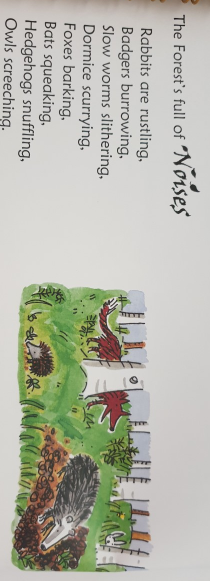 The Forest's full of Noises
Rabbits are rustling,
Badgers burrowing,
Slow worms slithering,
Dormice scurrying,
Foxes barking,
Bats squeaking,
Hedgehogs snuffling,
Owls screeching.